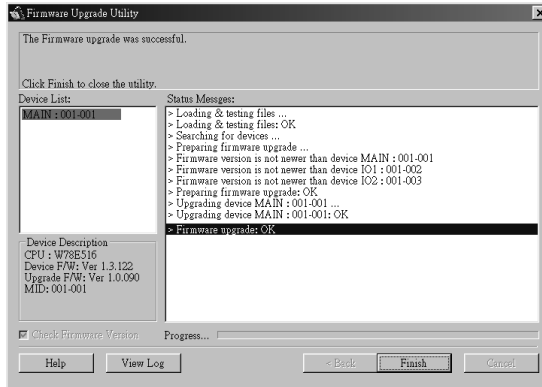 Firmware Upgrade Utility
The Firmware upgrade was successful.
Click Finish to close the utility.
Device List:
MAIN : 001-001
Status Messges:
> Loading & testing files ...
> Loading & testing files: OK
> Searching for devices ...
> Preparing firmware upgrade ...
> Firmware version is not newer than device MAIN : 001-001
> Firmware version is not newer than device IO1 : 001-002
> Firmware version is not newer than device IO2 : 001-003
> Preparing firmware upgrade: OK
> Upgrading device MAIN : 001-001 ...
> Upgrading device MAIN : 001-001: OK
> Firmware upgrade: OK
Device Description
CPU : W78E516
Device F/W: Ver 1.3.122
Upgrade F/W: Ver 1.0.090
MID: 001-001
Check Firmware Version
Progress...
Help
View Log
< Back
Finish
Cancel